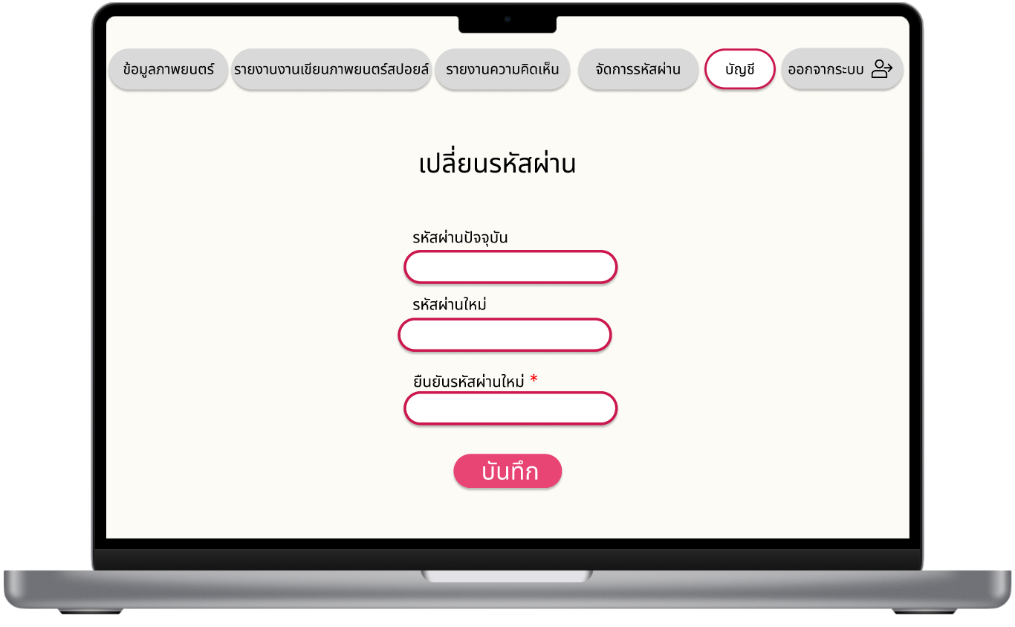 ข้อมูลภาพยนตร์ รายงานงานเขียนภาพยนตร์สปอยล์ รายงานความคิดเห็น จัดการรหัสผ่าน บัญชี ออกจากระบบ
เปลี่ยนรหัสผ่าน
รหัสผ่านปัจจุบัน
รหัสผ่านใหม่
ยืนยันรหัสผ่านใหม่ *
บันทึก